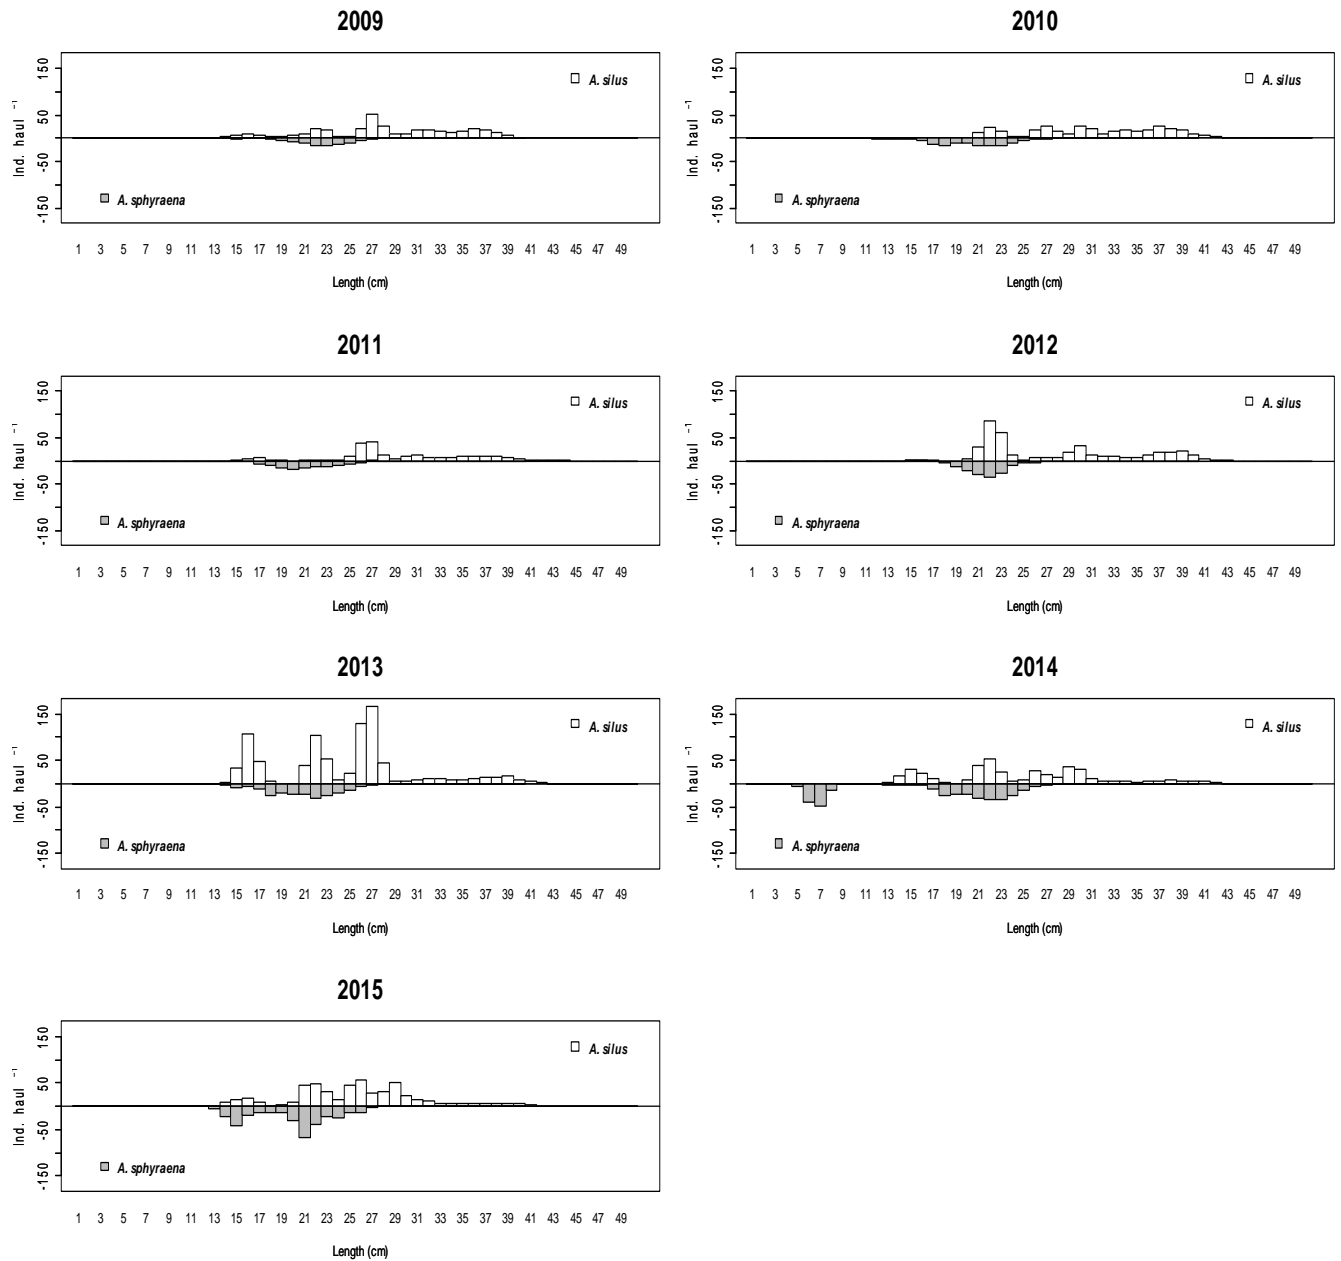 2009
150
50
-50
-150
Ind. haul ⁻¹
A. silus
A. sphyraena
1 3 5 7 9 11 13 15 17 19 21 23 25 27 29 31 33 35 37 39 41 45 47 49
Length (cm)
2010
150
50
-50
-150
Ind. haul ⁻¹
A. silus
A. sphyraena
1 3 5 7 9 11 13 15 17 19 21 23 25 27 29 31 33 35 37 39 41 45 47 49
Length (cm)
2011
150
50
-50
-150
Ind. haul ⁻¹
A. silus
A. sphyraena
1 3 5 7 9 11 13 15 17 19 21 23 25 27 29 31 33 35 37 39 41 45 47 49
Length (cm)
2012
150
50
-50
-150
Ind. haul ⁻¹
A. silus
A. sphyraena
1 3 5 7 9 11 13 15 17 19 21 23 25 27 29 31 33 35 37 39 41 45 47 49
Length (cm)
2013
150
50
-50
-150
Ind. haul ⁻¹
A. silus
A. sphyraena
1 3 5 7 9 11 13 15 17 19 21 23 25 27 29 31 33 35 37 39 41 45 47 49
Length (cm)
2014
150
50
-50
-150
Ind. haul ⁻¹
A. silus
A. sphyraena
1 3 5 7 9 11 13 15 17 19 21 23 25 27 29 31 33 35 37 39 41 45 47 49
Length (cm)
2015
150
50
-50
-150
Ind. haul ⁻¹
A. silus
A. sphyraena
1 3 5 7 9 11 13 15 17 19 21 23 25 27 29 31 33 35 37 39 41 45 47 49
Length (cm)